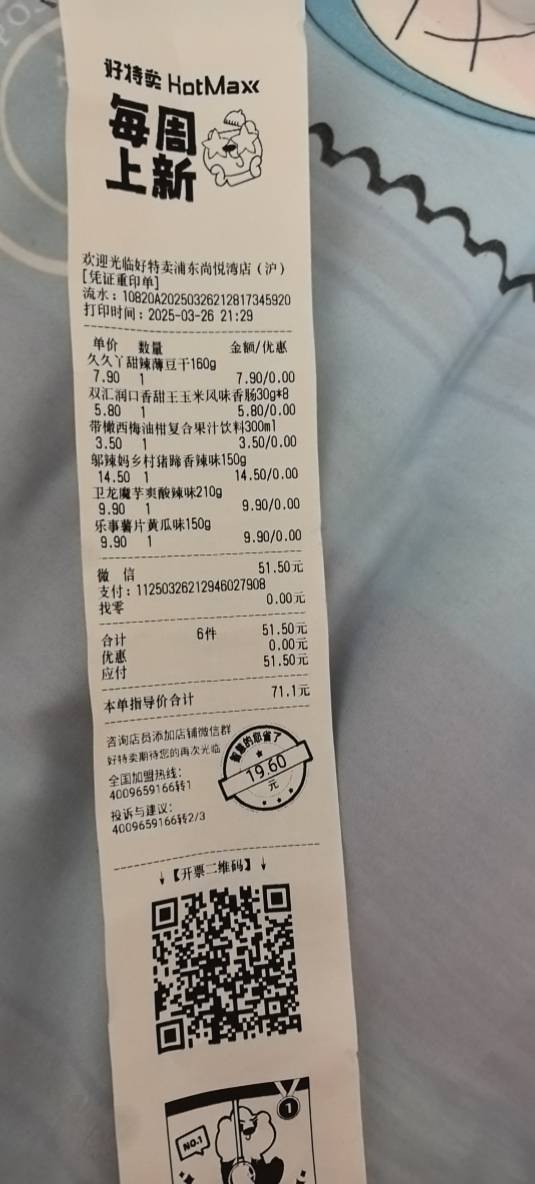 好特卖 HotMaxx
每周
上新
欢迎光临好特卖浦东尚悦湾店（沪）
[凭证重印单]
流水：10820A20250326212817345920
打印时间：2025-03-26 21:29
单价 数量 金额/优惠
久久丫甜辣薄豆干160g
7.90 1 7.90/0.00
双汇润口香甜王玉米风味香肠30g*8
5.80 1 5.80/0.00
带橄西梅油柑复合果汁饮料300ml
3.50 1 3.50/0.00
邬辣妈乡村猪蹄香辣味150g
14.50 1 14.50/0.00
卫龙魔芋爽酸辣味210g
9.90 1 9.90/0.00
乐事薯片黄瓜味150g
9.90 1 9.90/0.00
微 信 51.50元
支付：11250326212946027908
找零 0.00元
合计 6件 51.50元
优惠 0.00元
应付 51.50元
本单指导价合计 71.1元
咨询店员添加店铺微信群
好特卖期待您的再次光临
全国加盟热线：
4009659166转1
投诉与建议：
4009659166转2/3
智慧的您省了
19.60
元
↓【开票二维码】↓
1
NO.1